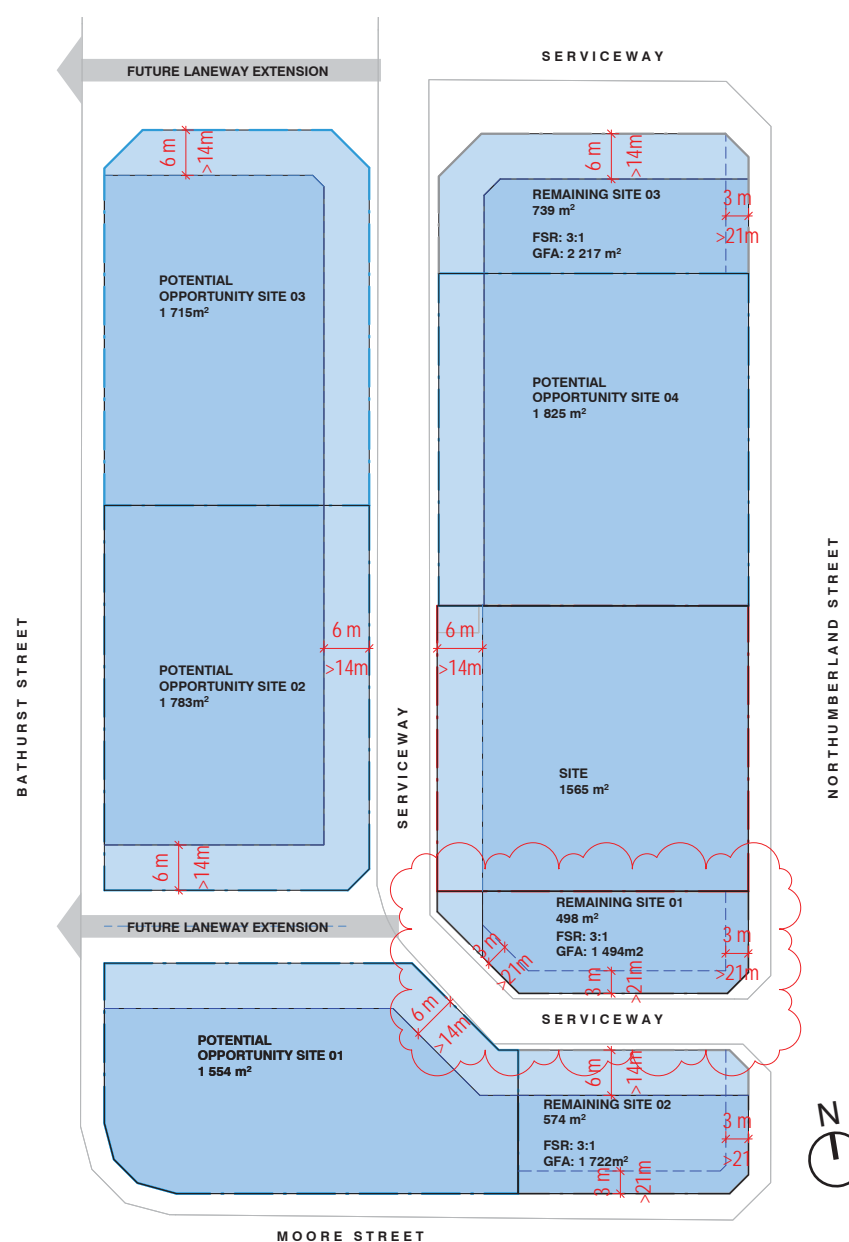 SERVICEWAY
FUTURE LANEWAY EXTENSION
6 m
>14m
6 m
>14m
REMAINING SITE 03
739 m²
FSR: 3:1
GFA: 2 217 m²
3 m
>21m
POTENTIAL
OPPORTUNITY SITE 03
1 715m²
POTENTIAL
OPPORTUNITY SITE 04
1 825 m²
BATHURST STREET
NORTHUMBERLAND STREET
6 m
>14m
6 m
>14m
POTENTIAL
OPPORTUNITY SITE 02
1 783m²
SERVICEWAY
SITE
1565 m²
6 m
>14m
FUTURE LANEWAY EXTENSION
REMAINING SITE 01
498 m²
FSR: 3:1
GFA: 1 494m2
3 m
>21m
3 m
>21m
3 m
>21m
SERVICEWAY
6 m
>14m
POTENTIAL
OPPORTUNITY SITE 01
1 554 m²
6 m
>14m
REMAINING SITE 02
574 m²
FSR: 3:1
GFA: 1 722m²
3 m
>21
3 m
>21m
N
MOORE STREET